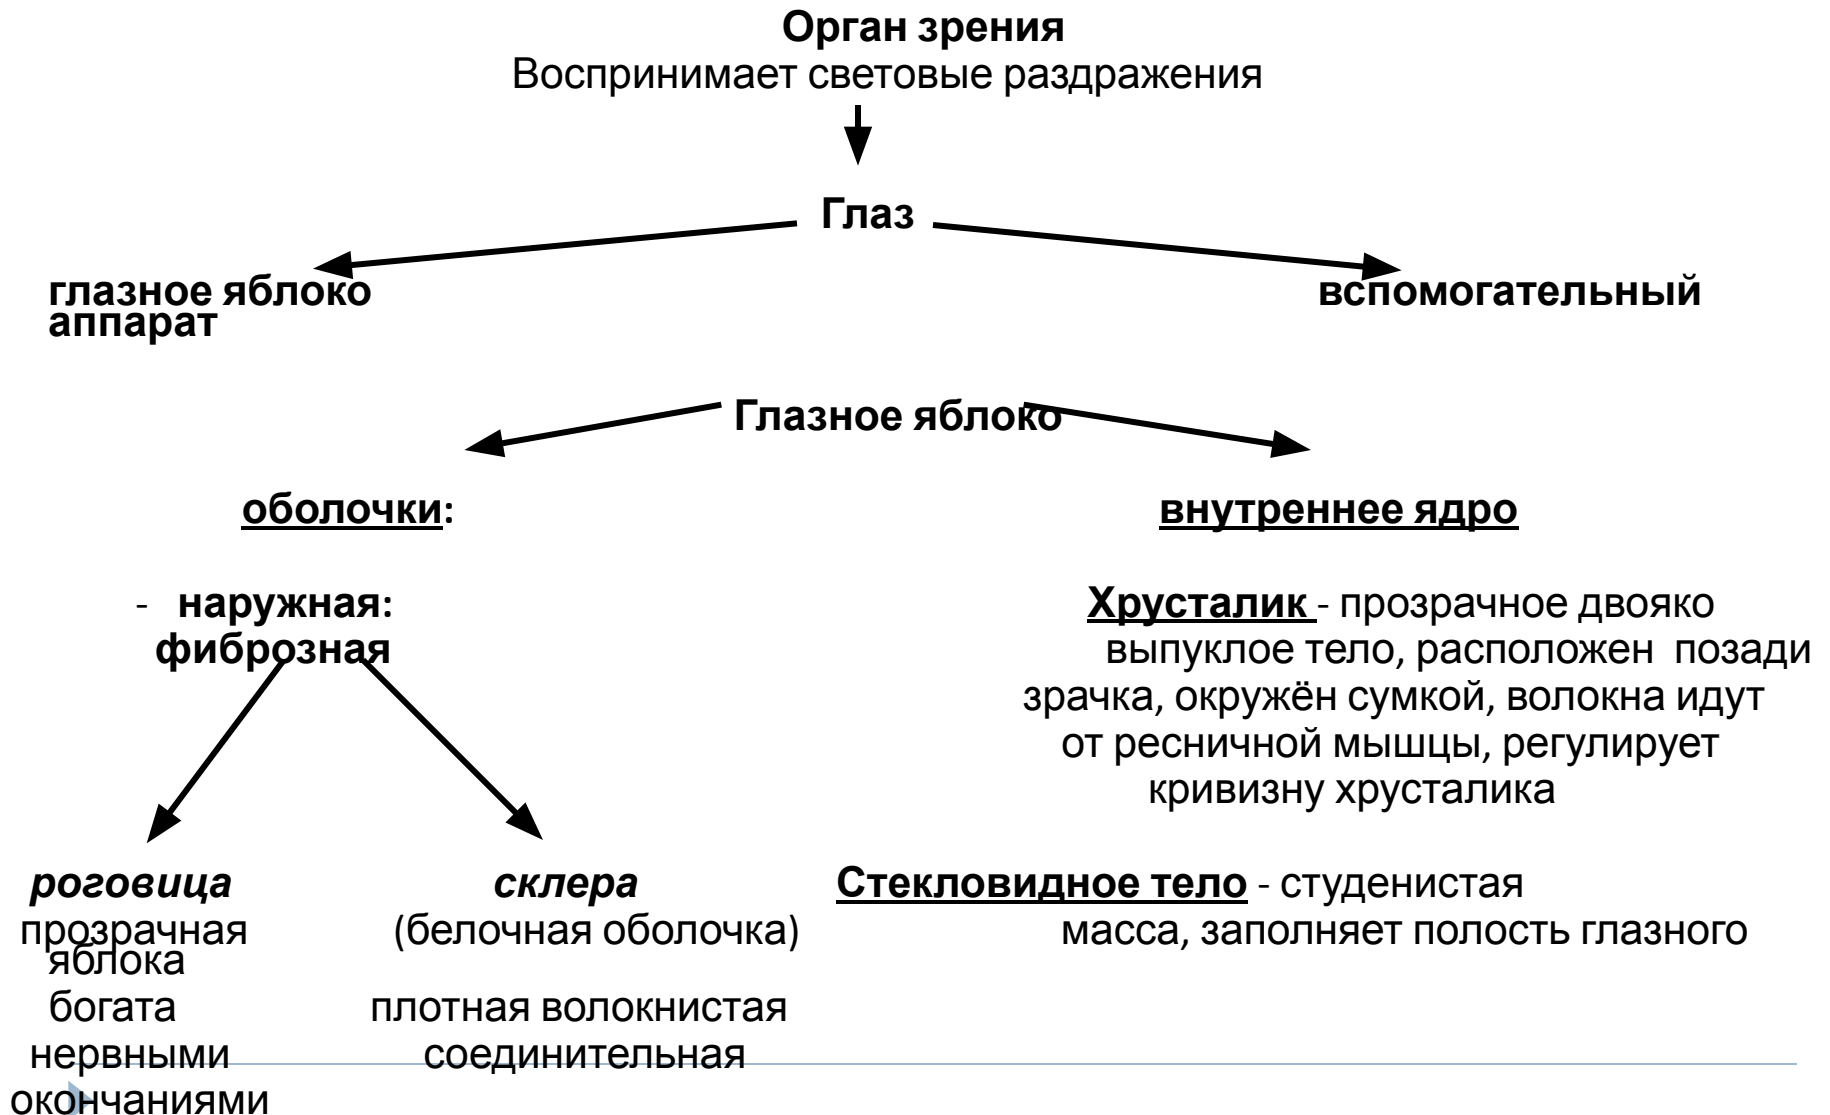 Орган зрения
Воспринимает световые раздражения
Глаз
глазное яблоко вспомогательный
аппарат
Глазное яблоко
оболочки: внутреннее ядро
- наружная: Хрусталик - прозрачное двояко
фиброзная выпуклое тело, расположен позади
зрачка, окружён сумкой, волокна идут
от ресничной мышцы, регулирует
кривизну хрусталика
роговица склера Стекловидное тело - студенистая
прозрачная (белочная оболочка) масса, заполняет полость глазного
яблока
богата плотная волокнистая
нервными соединительная
окончаниями